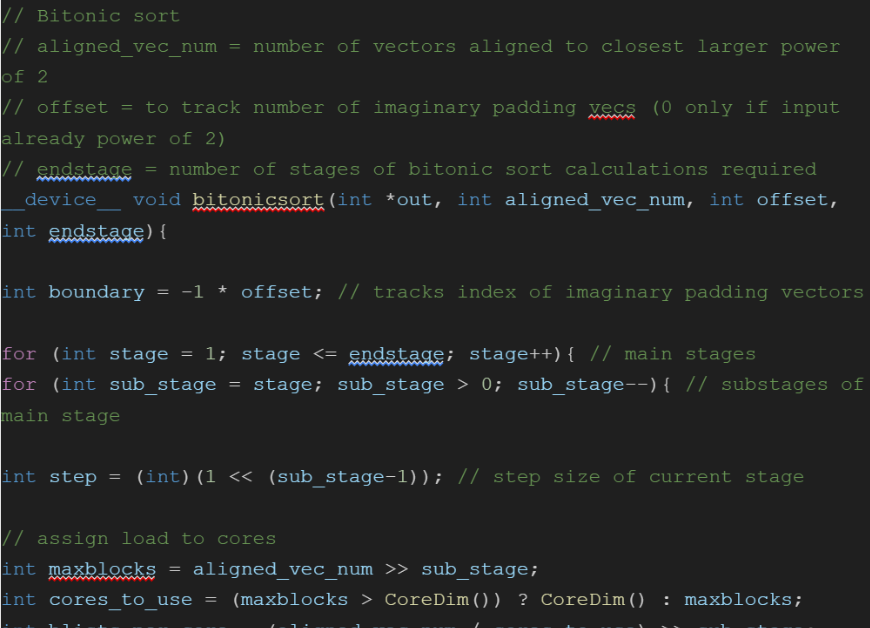 // Bitonic sort
// aligned_vec_num = number of vectors aligned to closest larger power
of 2
// offset = to track number of imaginary padding vecs (0 only if input
already power of 2)
// endstage = number of stages of bitonic sort calculations required
__device__ void bitonicsort(int *out, int aligned_vec_num, int offset,
int endstage){
int boundary = -1 * offset; // tracks index of imaginary padding vectors
for (int stage = 1; stage <= endstage; stage++){ // main stages
for (int sub_stage = stage; sub_stage > 0; sub_stage--){ // substages of
main stage
int step = (int)(1 << (sub_stage-1)); // step size of current stage
// assign load to cores
int maxblocks = aligned_vec_num >> sub_stage;
int cores_to_use = (maxblocks > CoreDim()) ? CoreDim() : maxblocks;